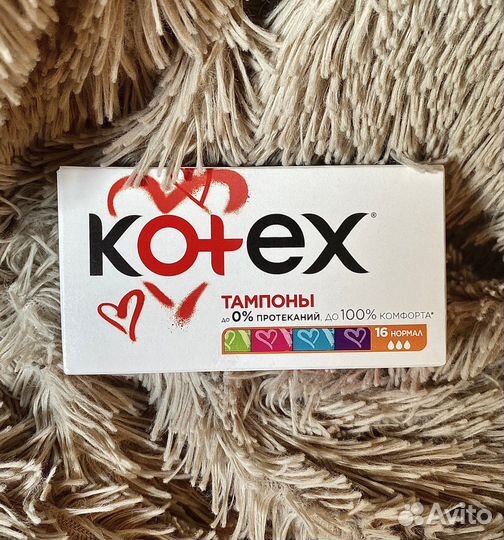 Kotex®
ТАМПОНЫ
до 0% ПРОТЕКАНИЙ, ДО 100% КОМФОРТА*
16 НОРМАЛ
Avito